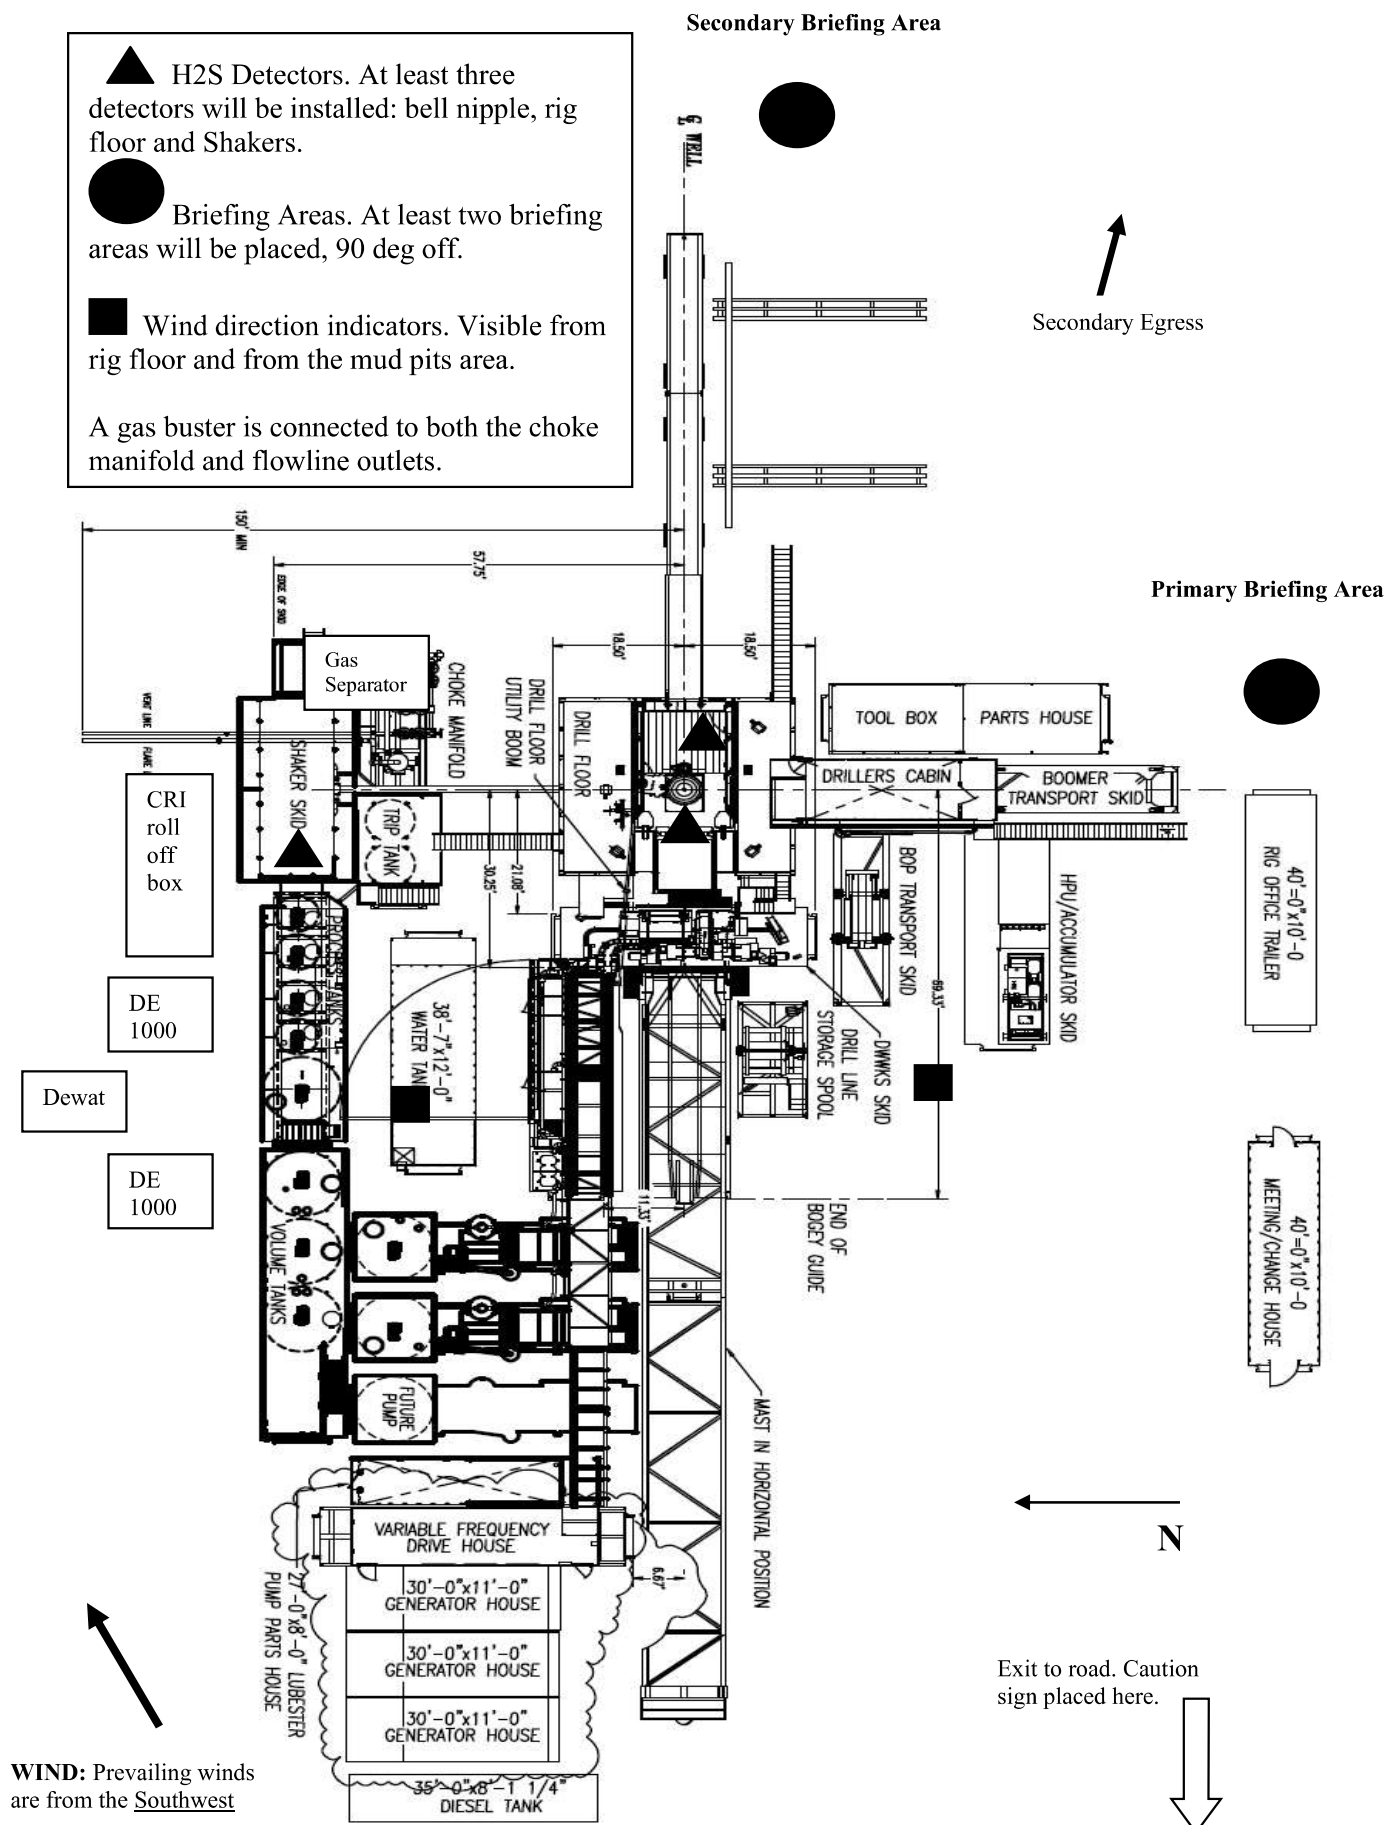 Secondary Briefing Area
H2S Detectors. At least three
detectors will be installed: bell nipple, rig
floor and Shakers.
Briefing Areas. At least two briefing
areas will be placed, 90 deg off.
Wind direction indicators. Visible from
rig floor and from the mud pits area.
A gas buster is connected to both the choke
manifold and flowline outlets.
℄ WELL
Secondary Egress
150' MIN
57.75'
EDGE OF SKID
Primary Briefing Area
18.50'
18.50'
Gas
Separator
CHOKE MANIFOLD
DRILL FLOOR
UTILITY BOOM
DRILL FLOOR
TOOL BOX
PARTS HOUSE
VENT LINE
FLARE
SHAKER SKID
DRILLERS CABIN
BOOMER
TRANSPORT SKID
CRI
roll
off
box
TRIP TANK
30.25'
21.08'
BOP TRANSPORT SKID
HPU/ACCUMULATOR SKID
40'=0"x10'-0
RIG OFFICE TRAILER
PROCESS TANKS
DE
1000
38'-7"x12'-0"
WATER TANK
69.33'
DRILL LINE
STORAGE SPOOL
DWWKS SKID
Dewat
DE
1000
11.33'
END OF
BOGEY GUIDE
40'=0"x10'-0
MEETING/CHANGE HOUSE
VOLUME TANKS
FUTURE
PUMP
MAST IN HORIZONTAL POSITION
N
VARIABLE FREQUENCY
DRIVE HOUSE
6.67'
27'-0"x8'-0" LUBESTER
PUMP PARTS HOUSE
30'-0"x11'-0"
GENERATOR HOUSE
30'-0"x11'-0"
GENERATOR HOUSE
30'-0"x11'-0"
GENERATOR HOUSE
Exit to road. Caution
sign placed here.
WIND: Prevailing winds
are from the Southwest
35'-0"x8'-1 1/4"
DIESEL TANK